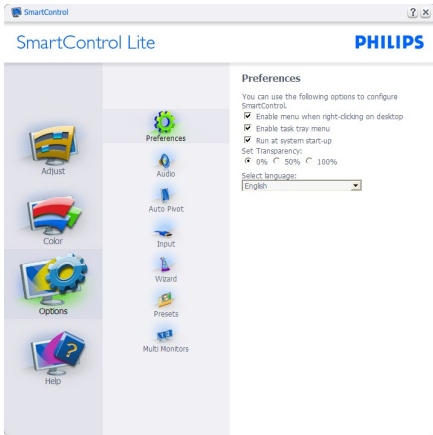 SmartControl
SmartControl Lite
PHILIPS
Adjust
Color
Options
Help
Preferences
Audio
Auto Pivot
Input
Wizard
Presets
Multi Monitors
Preferences
You can use the following options to configure
SmartControl.
Enable menu when right-clicking on desktop
Enable task tray menu
Run at system start-up
Set Transparency:
0% 50% 100%
Select language:
English